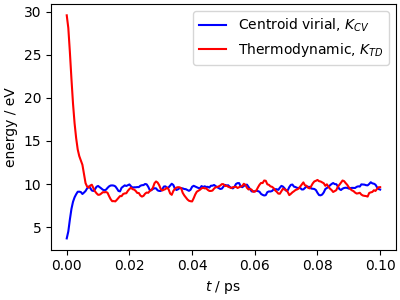 30
25
20
15
10
5
energy / eV
Centroid virial, K_CV
Thermodynamic, K_TD
0.00 0.02 0.04 0.06 0.08 0.10
t / ps